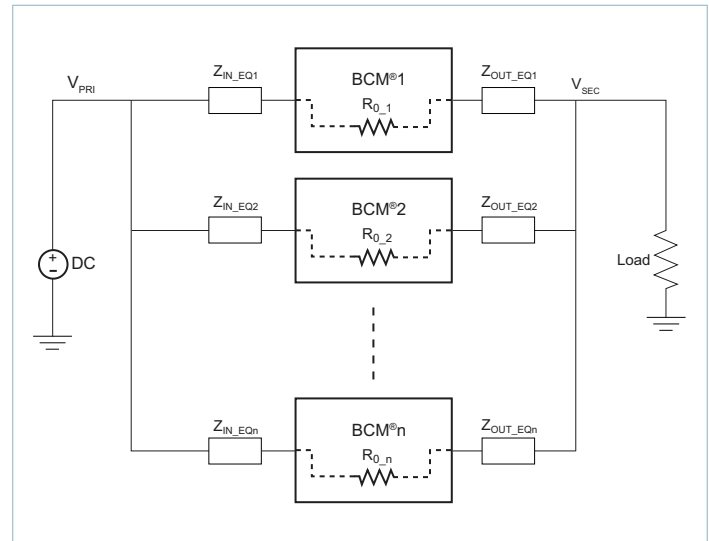 V_PRI
Z_IN_EQ1
BCM®1
R_0_1
Z_OUT_EQ1
V_SEC
Z_IN_EQ2
BCM®2
R_0_2
Z_OUT_EQ2
+
-
DC
Load
Z_IN_EQn
BCM®n
R_0_n
Z_OUT_EQn